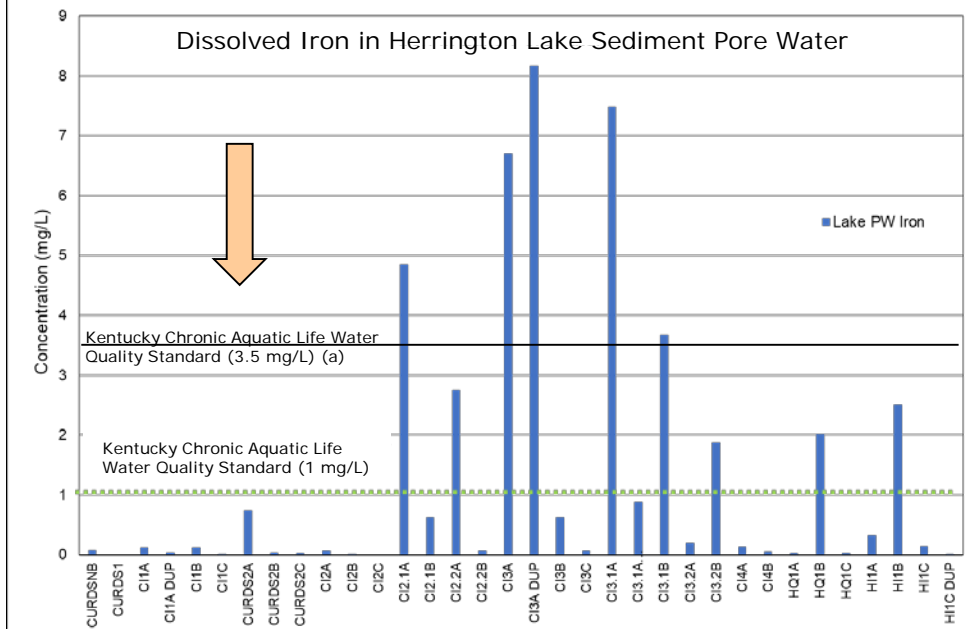 Dissolved Iron in Herrington Lake Sediment Pore Water
Concentration (mg/L)
9
8
7
6
5
4
3
2
1
0
Lake PW Iron
Kentucky Chronic Aquatic Life Water
Quality Standard (3.5 mg/L) (a)
Kentucky Chronic Aquatic Life
Water Quality Standard (1 mg/L)
CURDSNB
CURDS1
CI1A
CI1A DUP
CI1B
CI1C
CURDS2A
CURDS2B
CURDS2C
CI2A
CI2B
CI2C
CI2.1A
CI2.1B
CI2.2A
CI2.2B
CI3A
CI3A DUP
CI3B
CI3C
CI3.1A
CI3.1A..
CI3.1B
CI3.2A
CI3.2B
CI4A
CI4B
HQ1A
HQ1B
HQ1C
HI1A
HI1B
HI1C
HI1C DUP